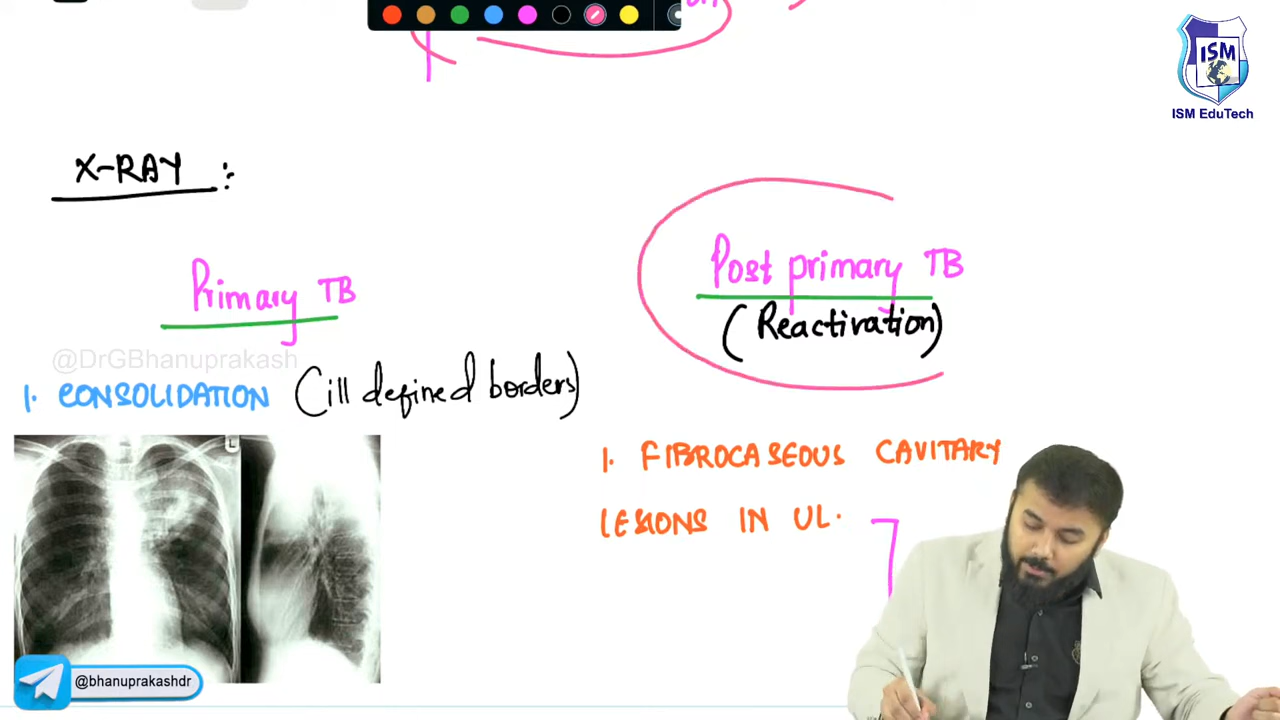 ISM
ISM EduTech
X-RAY :
Primary TB
Post primary TB
(Reactivation)
@DrGBhanuprakash
1. CONSOLIDATION (ill defined borders)
L
1. FIBROCASEOUS CAVITARY
LESIONS IN UL.
@bhanuprakashdr